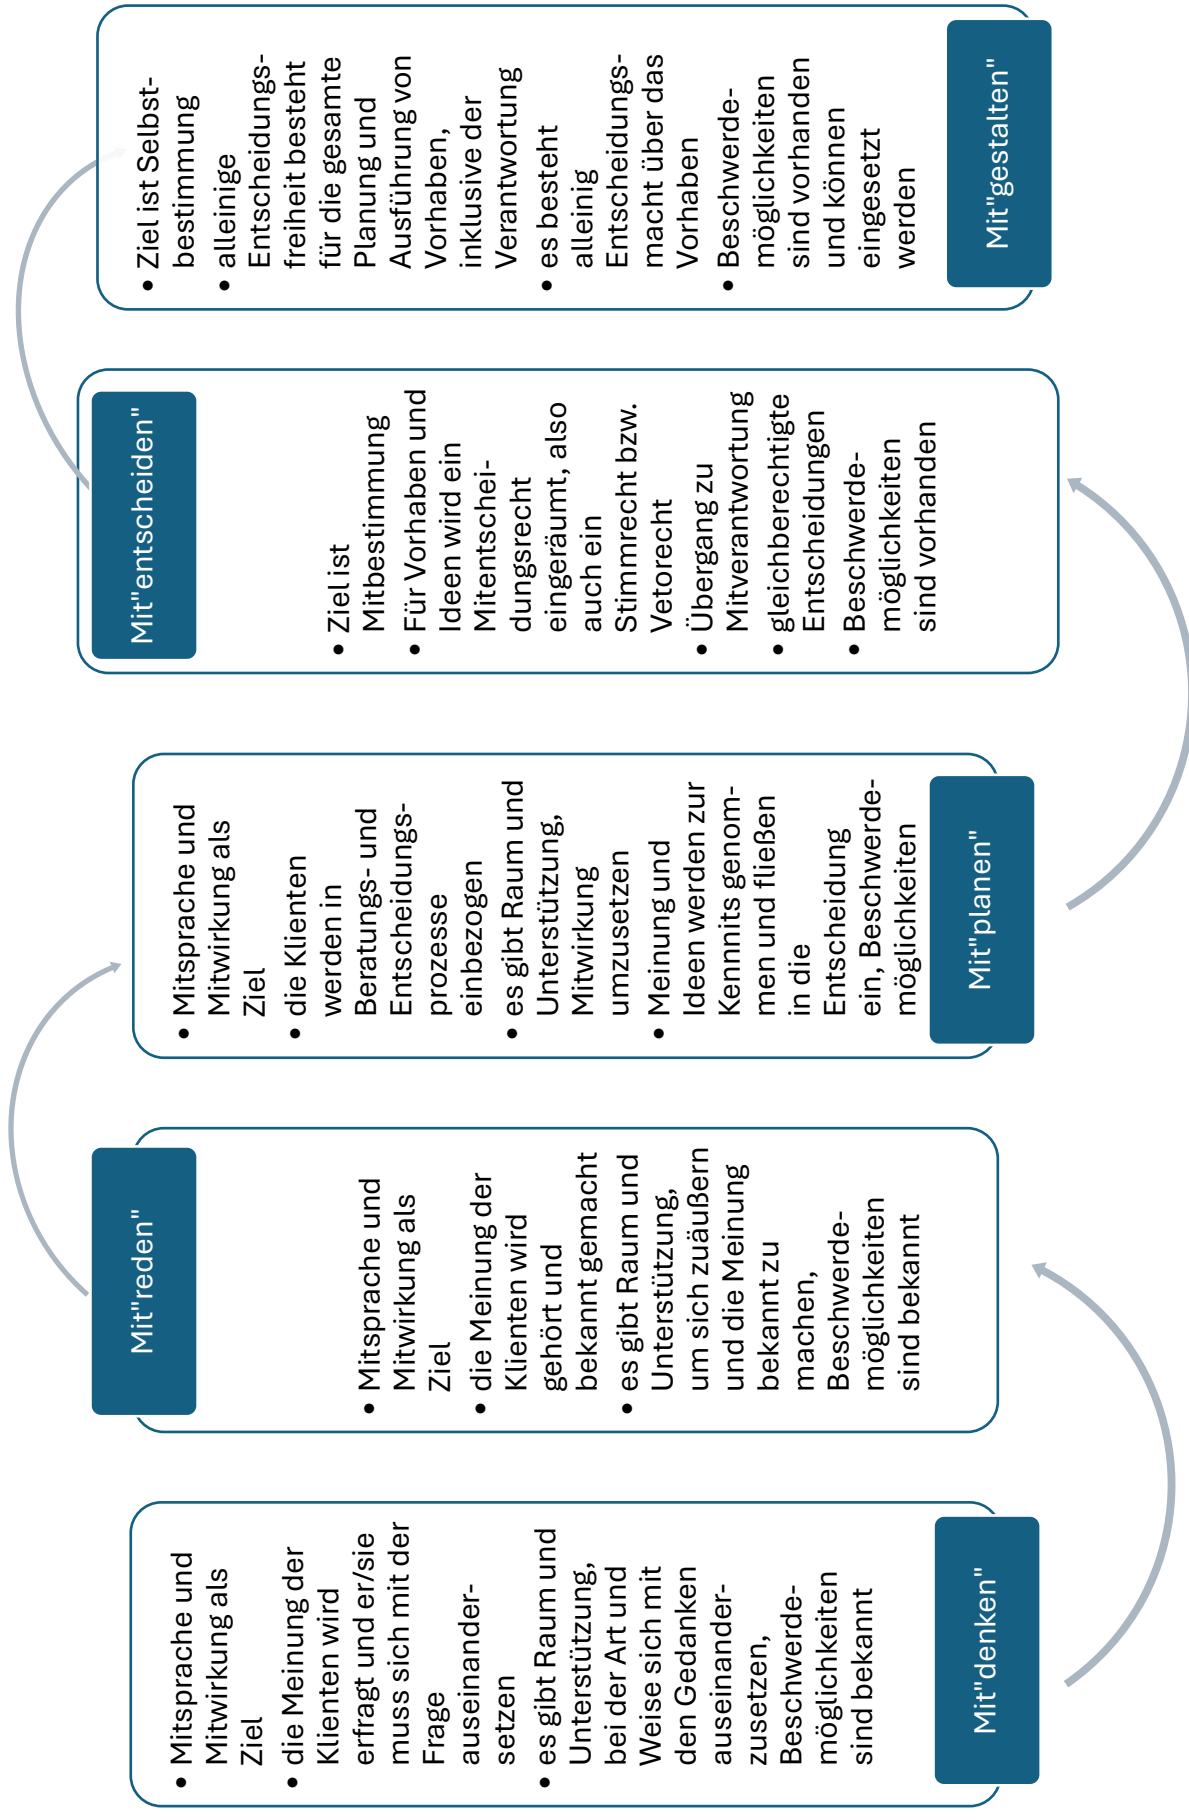 • Mitsprache und
Mitwirkung als
Ziel
• die Meinung der
Klienten wird
erfragt und er/sie
muss sich mit der
Frage
auseinander-
setzen
• es gibt Raum und
Unterstützung,
bei der Art und
Weise sich mit
den Gedanken
auseinander-
zusetzen,
Beschwerde-
möglichkeiten
sind bekannt
Mit"denken"
Mit"reden"
• Mitsprache und
Mitwirkung als
Ziel
• die Meinung der
Klienten wird
gehört und
bekannt gemacht
• es gibt Raum und
Unterstützung,
um sich zuäußern
und die Meinung
bekannt zu
machen,
Beschwerde-
möglichkeiten
sind bekannt
• Mitsprache und
Mitwirkung als
Ziel
• die Klienten
werden in
Beratungs- und
Entscheidungs-
prozesse
einbezogen
• es gibt Raum und
Unterstützung,
Mitwirkung
umzusetzen
• Meinung und
Ideen werden zur
Kennnits genom-
men und fließen
in die
Entscheidung
ein, Beschwerde-
möglichkeiten
Mit"planen"
Mit"entscheiden"
• Ziel ist
Mitbestimmung
• Für Vorhaben und
Ideen wird ein
Mitentschei-
dungsrecht
eingeräumt, also
auch ein
Stimmrecht bzw.
Vetorecht
• Übergang zu
Mitverantwortung
• gleichberechtigte
Entscheidungen
• Beschwerde-
möglichkeiten
sind vorhanden
• Ziel ist Selbst-
bestimmung
• alleinige
Entscheidungs-
freiheit besteht
für die gesamte
Planung und
Ausführung von
Vorhaben,
inklusive der
Verantwortung
• es besteht
alleinig
Entscheidungs-
macht über das
Vorhaben
• Beschwerde-
möglichkeiten
sind vorhanden
und können
eingesetzt
werden
Mit"gestalten"